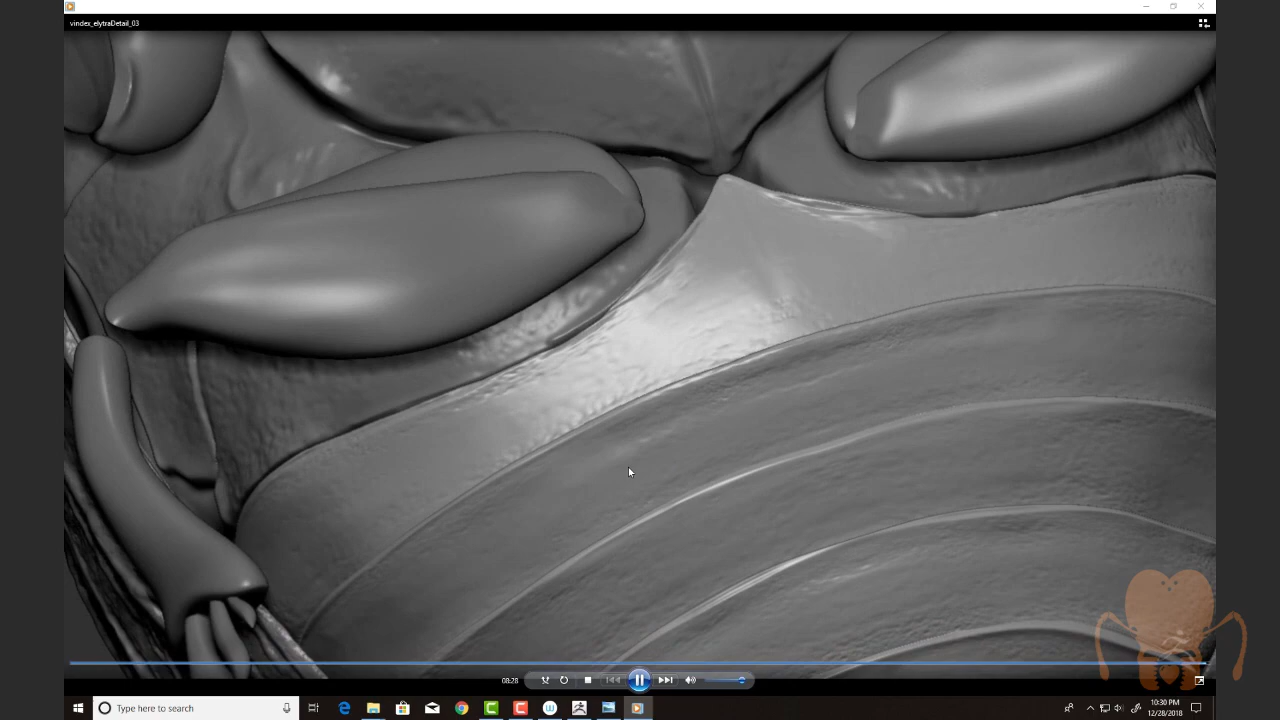 vindex_elytraDetail_03
08:28
Type here to search
10:30 PM
12/28/2018